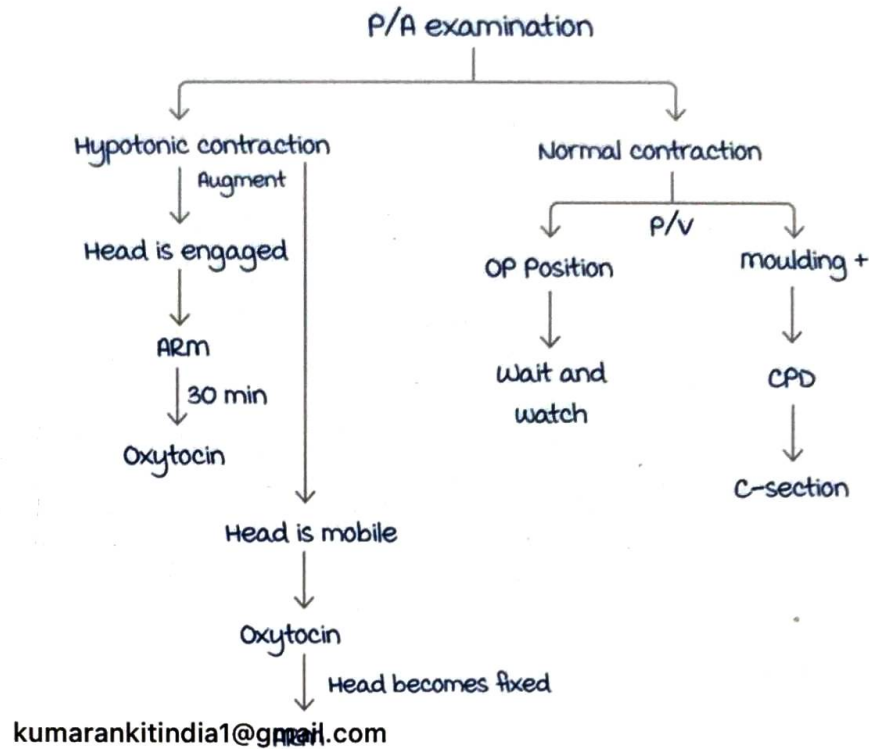 P/A examination
Hypotonic contraction
Normal contraction
Augment
P/V
Head is engaged
OP Position
moulding +
ARM
Wait and
watch
CPD
30 min
Oxytocin
C-section
Head is mobile
Oxytocin
Head becomes fixed
kumarankitindia1@gmail.com